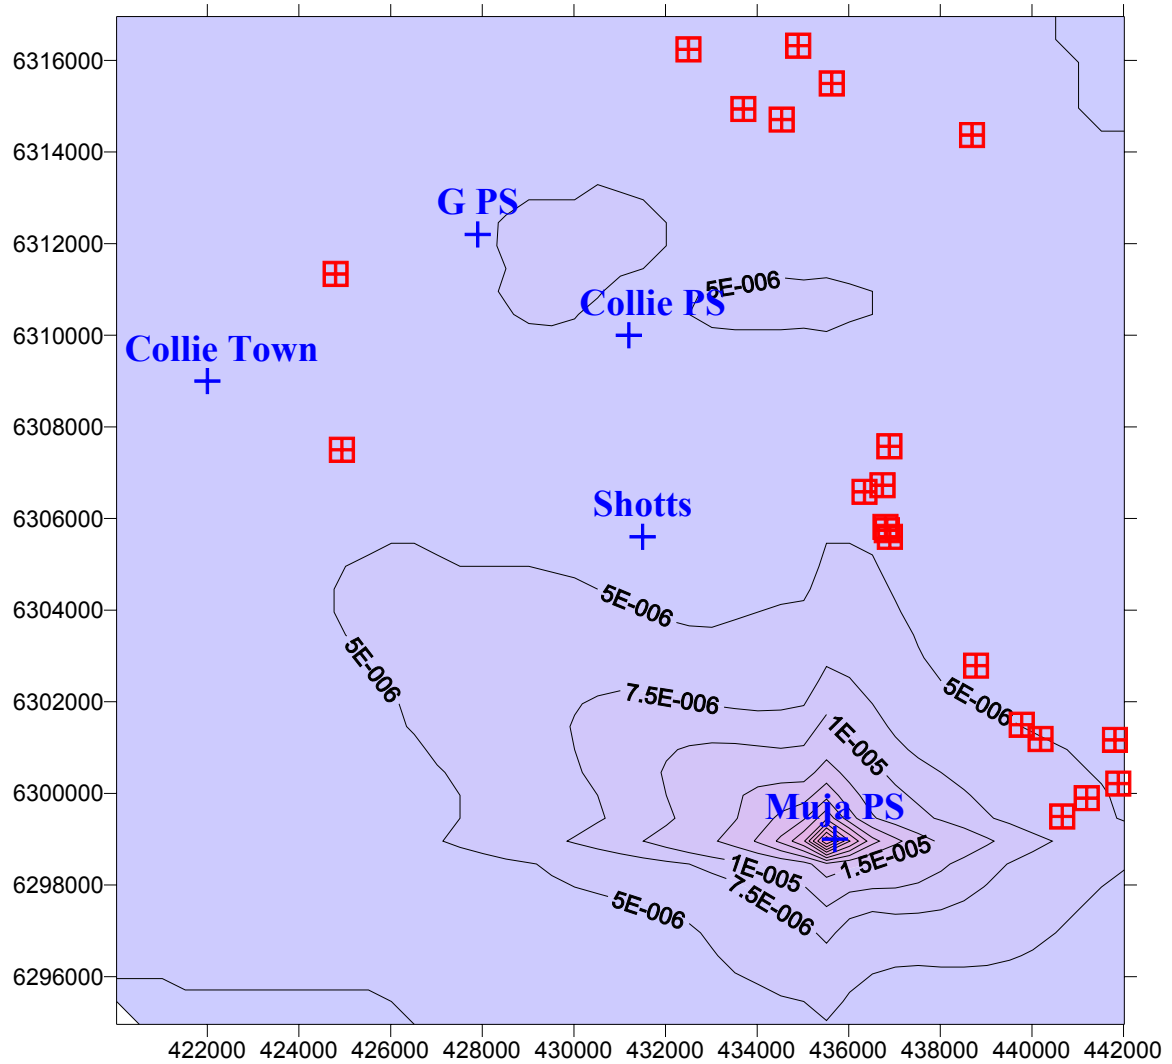 6316000
6314000
G PS
6312000
5E-006
Collie PS
6310000
Collie Town
6308000
Shotts
6306000
5E-006
6304000
5E-006
7.5E-006
5E-006
6302000
1E-005
6300000
Muja PS
1.5E-005
1E-005
6298000
7.5E-006
5E-006
6296000
422000 424000 426000 428000 430000 432000 434000 436000 438000 440000 442000